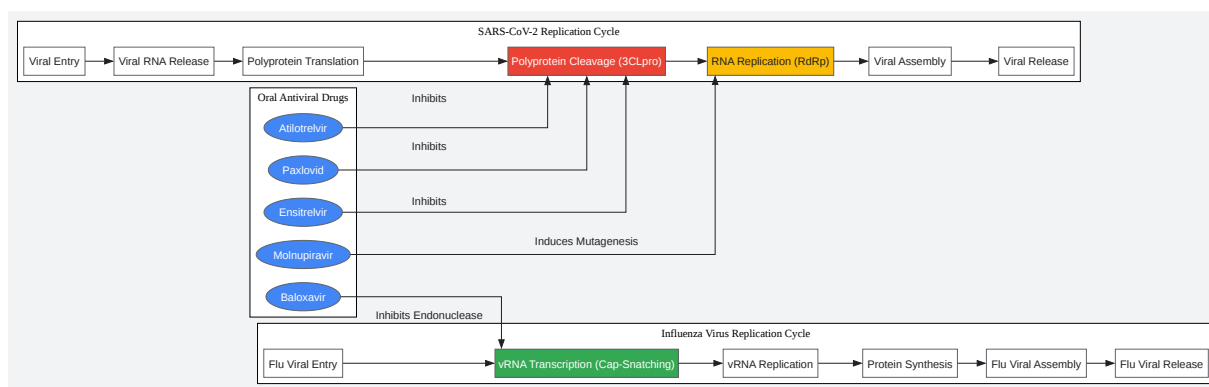 SARS-CoV-2 Replication Cycle
Viral Entry
Viral RNA Release
Polyprotein Translation
Polyprotein Cleavage (3CLpro)
RNA Replication (RdRp)
Viral Assembly
Viral Release
Oral Antiviral Drugs
Inhibits
Atilotrelvir
Inhibits
Paxlovid
Inhibits
Ensitrelvir
Induces Mutagenesis
Molnupiravir
Baloxavir
Inhibits Endonuclease
Influenza Virus Replication Cycle
Flu Viral Entry
vRNA Transcription (Cap-Snatching)
vRNA Replication
Protein Synthesis
Flu Viral Assembly
Flu Viral Release